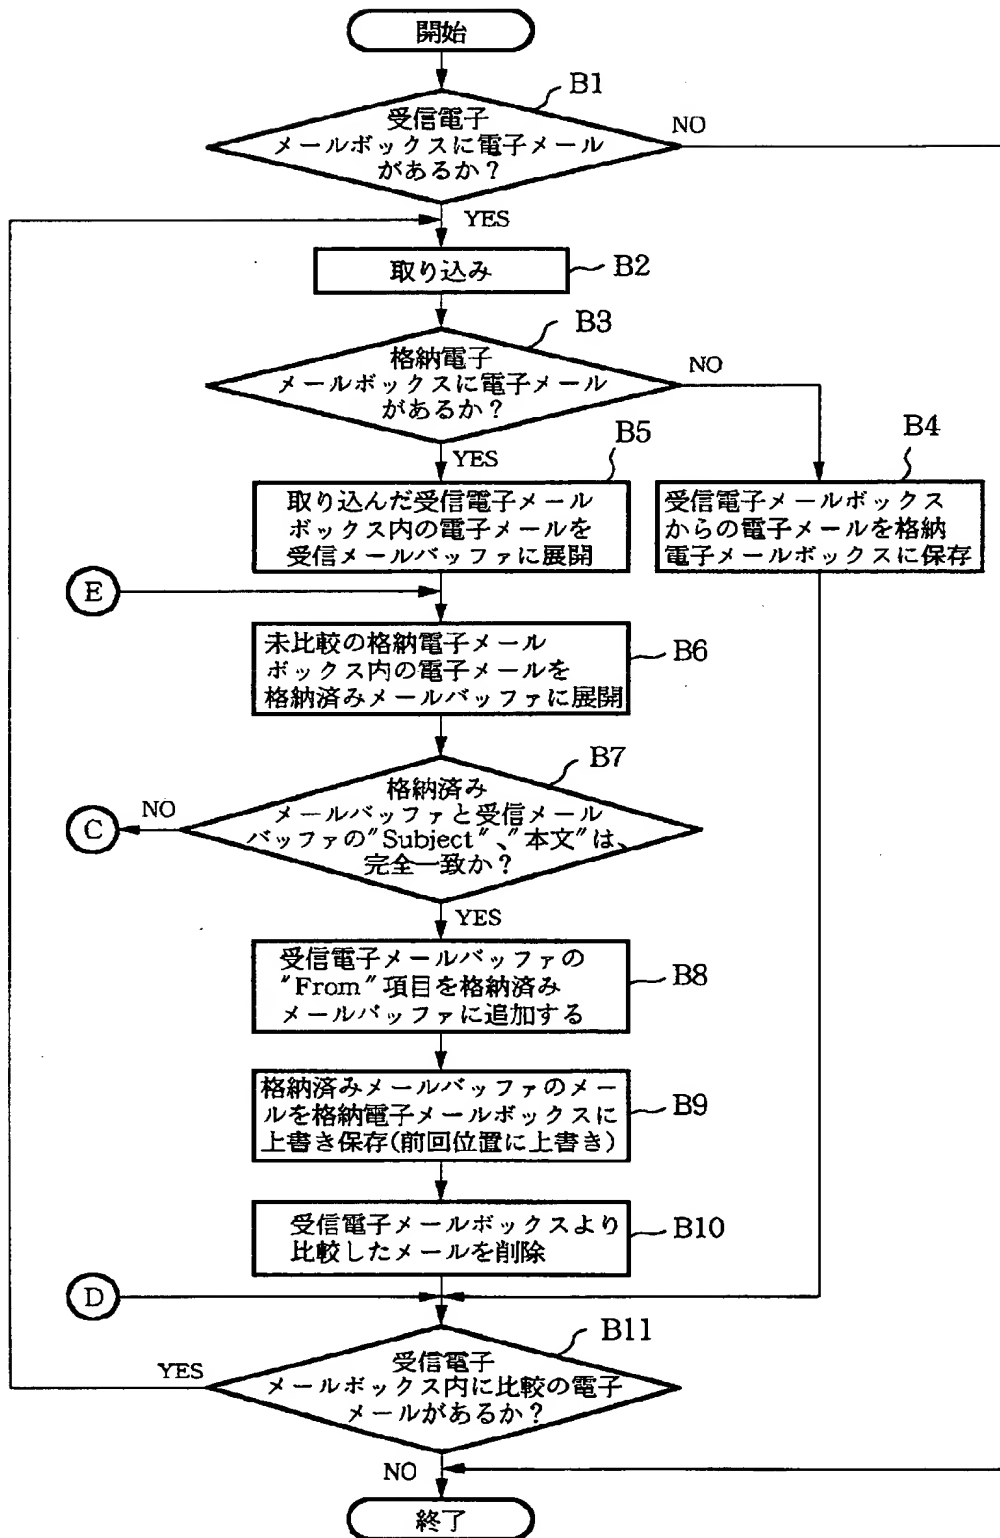 開始
B1
受信電子
メールボックスに電子メール
があるか？
NO
YES
取り込み
B2
B3
格納電子
メールボックスに電子メール
があるか？
NO
YES
B5
取り込んだ受信電子メール
ボックス内の電子メールを
受信メールバッファに展開
B4
受信電子メールボックス
からの電子メールを格納
電子メールボックスに保存
E
未比較の格納電子メール
ボックス内の電子メールを
格納済みメールバッファに展開
B6
B7
格納済み
メールバッファと受信メール
バッファの"Subject"、"本文"は、
完全一致か？
NO
C
YES
受信電子メールバッファの
"From"項目を格納済み
メールバッファに追加する
B8
格納済みメールバッファのメー
ルを格納電子メールボックスに
上書き保存(前回位置に上書き)
B9
受信電子メールボックスより
比較したメールを削除
B10
D
B11
受信電子
メールボックス内に比較の電子
メールがあるか？
YES
NO
終了